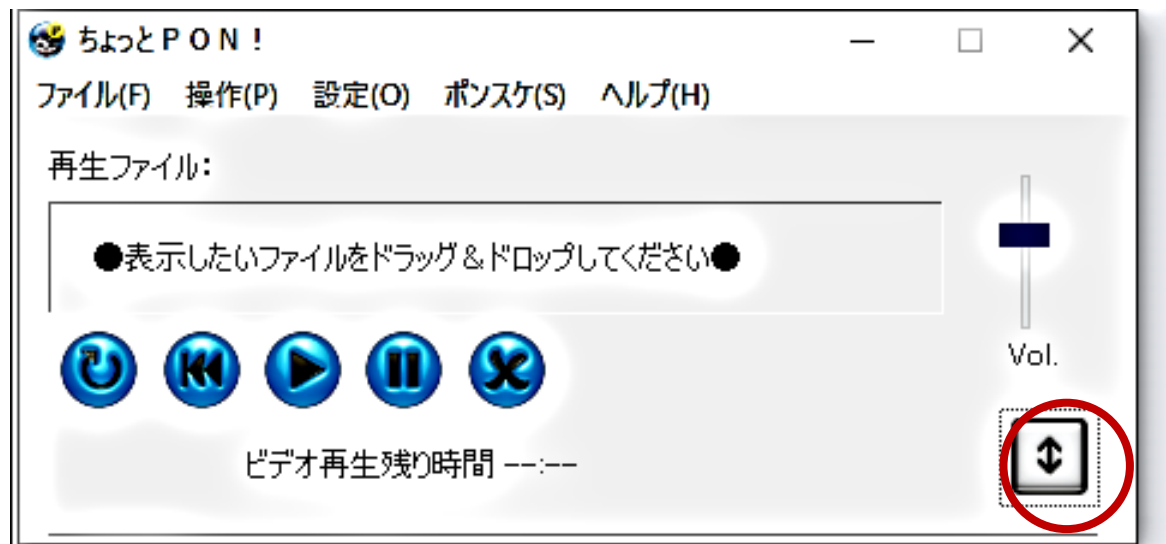 ちょっとＰＯＮ！
ファイル(F) 操作(P) 設定(O) ポンスケ(S) ヘルプ(H)
再生ファイル：
●表示したいファイルをドラッグ＆ドロップしてください●
Vol.
ビデオ再生残り時間 --:--